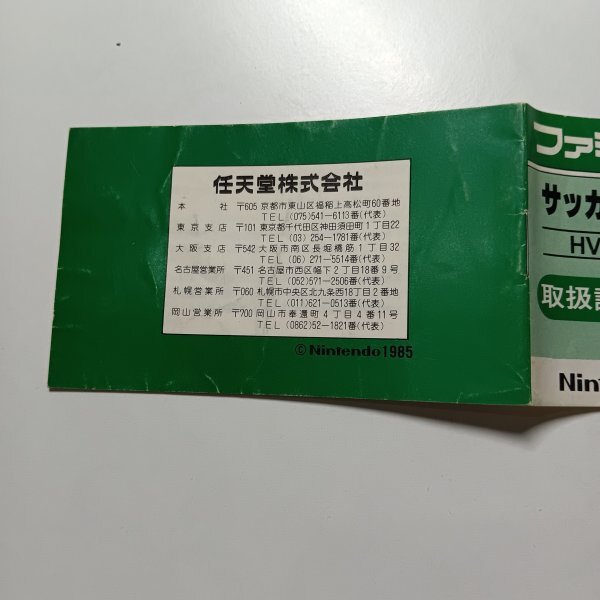 任天堂株式会社
本　　社 〒605 京都市東山区福稲上高松町60番地
TEL (075)541-6113番(代表)
東京支店 〒101 東京都千代田区神田須田町1丁目22
TEL (03) 254-1781番(代表)
大阪支店 〒542 大阪市南区長堀橋筋1丁目32
TEL (06) 271-5514番(代表)
名古屋営業所 〒451 名古屋市西区幅下2丁目18番9号
TEL (052)571-2506番(代表)
札幌営業所 〒060 札幌市中央区北九条西18丁目2番地
TEL (011)621-0513番(代表)
岡山営業所 〒700 岡山市奉還町4丁目4番11号
TEL (0862)52-1821番(代表)
©Nintendo1985
ファミ
サッカ
HV
取扱説
Nin